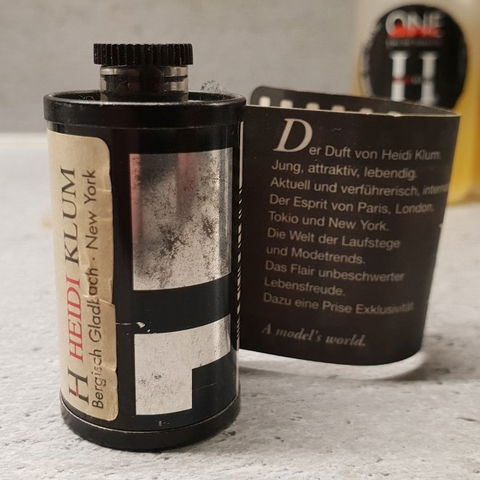 H HEIDI KLUM
Bergisch Gladbach · New York
Der Duft von Heidi Klum.
Jung, attraktiv, lebendig.
Aktuell und verführerisch,
Der Esprit von Paris, London,
Tokio und New York.
Die Welt der Laufstege
und Modetrends.
Das Flair unbeschwerter
Lebensfreude.
Dazu eine Prise Exklusivität
A model's world.
ONE
H